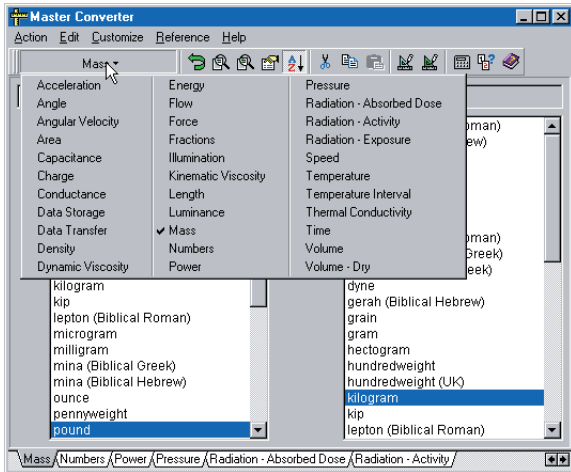 Master Converter
Action Edit Customize Reference Help
Mass
Acceleration Energy Pressure
Angle Flow Radiation - Absorbed Dose
Angular Velocity Force Radiation - Activity
Area Fractions Radiation - Exposure
Capacitance Illumination Speed
Charge Kinematic Viscosity Temperature
Conductance Length Temperature Interval
Data Storage Luminance Thermal Conductivity
Data Transfer Mass Time
Density Numbers Volume
Dynamic Viscosity Power Volume - Dry
kilogram
kip
lepton (Biblical Roman)
microgram
milligram
mina (Biblical Greek)
mina (Biblical Hebrew)
ounce
pennyweight
pound
dyne
gerah (Biblical Hebrew)
grain
gram
hectogram
hundredweight
hundredweight (UK)
kilogram
kip
lepton (Biblical Roman)
Mass Numbers Power Pressure Radiation - Absorbed Dose Radiation - Activity